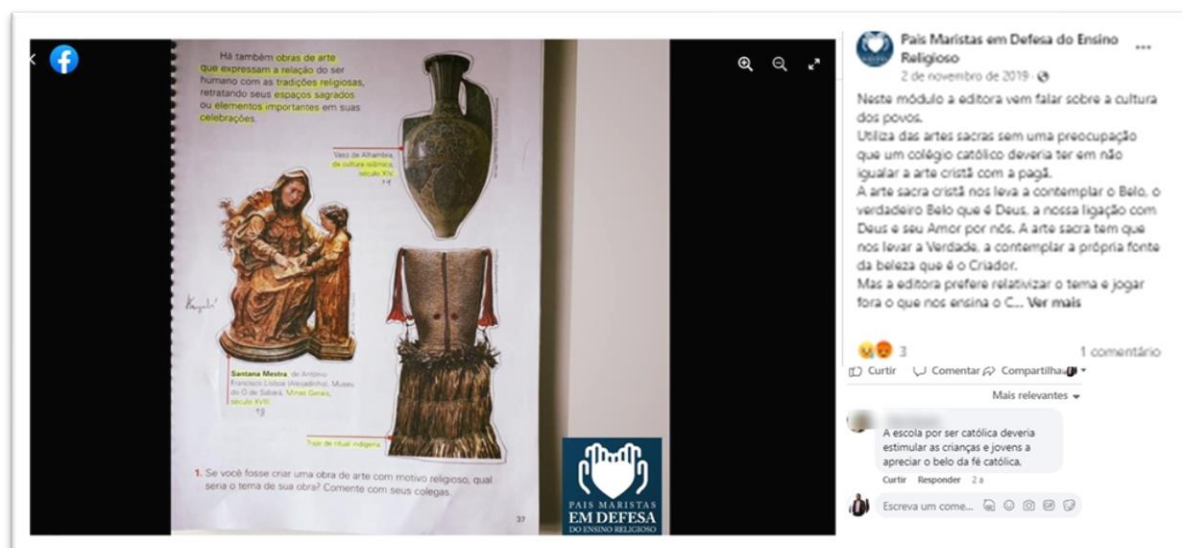 Há também obras de arte
que expressam a relação do ser
humano com as tradições religiosas,
retratando seus espaços sagrados
ou elementos importantes em suas
celebrações.
Vaso de Alhambra,
da cultura islâmica,
século XIV.
Santana Mestra, de Antônio
Francisco Lisboa (Aleijadinho). Museu
do Ó de Sabará, Minas Gerais,
século XVIII.
Traje de ritual indígena.
1. Se você fosse criar uma obra de arte com motivo religioso, qual
seria o tema de sua obra? Comente com seus colegas.
37
PAIS MARISTAS
EM DEFESA
DO ENSINO RELIGIOSO
Pais Maristas em Defesa do Ensino
Religioso
2 de novembro de 2019
Neste módulo a editora vem falar sobre a cultura
dos povos.
Utiliza das artes sacras sem uma preocupação
que um colégio católico deveria ter em não
igualar a arte cristã com a pagã.
A arte sacra cristã nos leva a contemplar o Belo, o
verdadeiro Belo que é Deus, a nossa ligação com
Deus e seu Amor por nós. A arte sacra tem que
nos levar a Verdade, a contemplar a própria fonte
da beleza que é o Criador.
Mas a editora prefere relativizar o tema e jogar
fora o que nos ensina o C... Ver mais
3
1 comentário
Curtir Comentar Compartilhar
Mais relevantes
A escola por ser católica deveria
estimular as crianças e jovens a
apreciar o belo da fé católica.
Curtir Responder 2 a
Escreva um come...